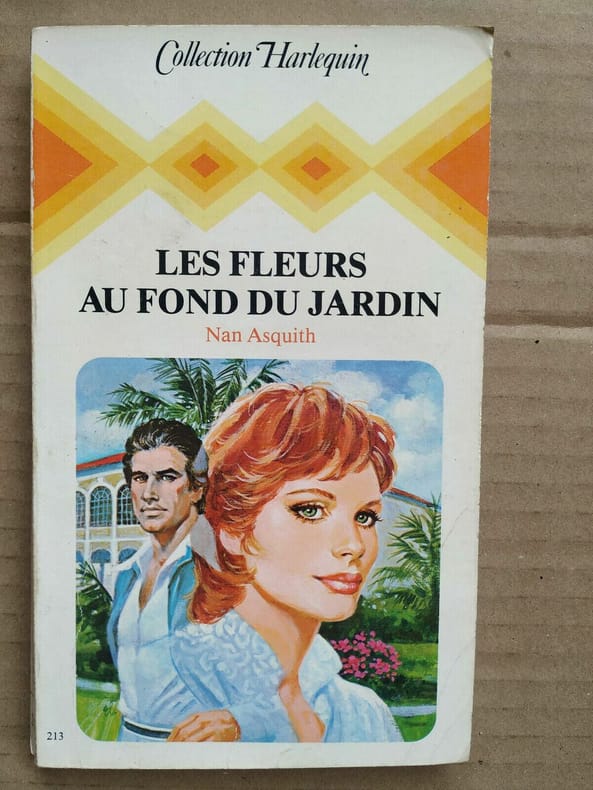 Collection Harlequin
LES FLEURS
AU FOND DU JARDIN
Nan Asquith
213